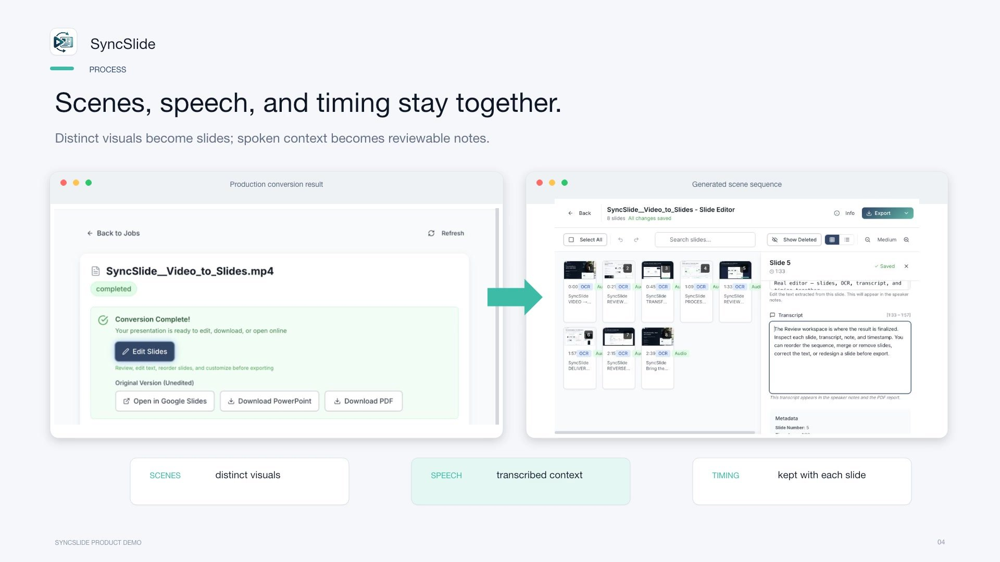 SyncSlide
PROCESS
Scenes, speech, and timing stay together.
Distinct visuals become slides; spoken context becomes reviewable notes.
Production conversion result
Back to Jobs
Refresh
SyncSlide__Video_to_Slides.mp4
completed
Conversion Complete!
Your presentation is ready to edit, download, or open online
Edit Slides
Review, edit text, reorder slides, and customize before exporting
Original Version (Unedited)
Open in Google Slides
Download PowerPoint
Download PDF
Generated scene sequence
Back
SyncSlide__Video_to_Slides - Slide Editor
8 slides All changes saved
Info
Export
Select All
Search slides...
Show Deleted
Medium
1
2
3
4
5
0:00 OCR Au
0:21 OCR Au
0:45 OCR Au
1:09 OCR Au
1:33 OCR Audi
SyncSlide
VIDEO →...
SyncSlide
REVIEW...
SyncSlide
TRANSF...
SyncSlide
PROCES...
SyncSlide
REVIEW...
6
7
8
1:57 OCR Au
2:15 OCR Au
2:39 OCR Audio
SyncSlide
DELIVER...
SyncSlide
REVERSE...
SyncSlide
Bring the...
Slide 5
1:33
Saved
Real editor — slides, OCR, transcript, and
timing together
Edit the text extracted from this slide. This will appear in the speaker
notes.
Transcript
[1:33 – 1:57]
The Review workspace is where the result is finalized.
Inspect each slide, transcript, note, and timestamp. You
can reorder the sequence, merge or remove slides,
correct the text, or redesign a slide before export.
This transcript appears in the speaker notes and the PDF report.
Metadata
Slide Number: 5
SCENES
distinct visuals
SPEECH
transcribed context
TIMING
kept with each slide
SYNCSLIDE PRODUCT DEMO
04